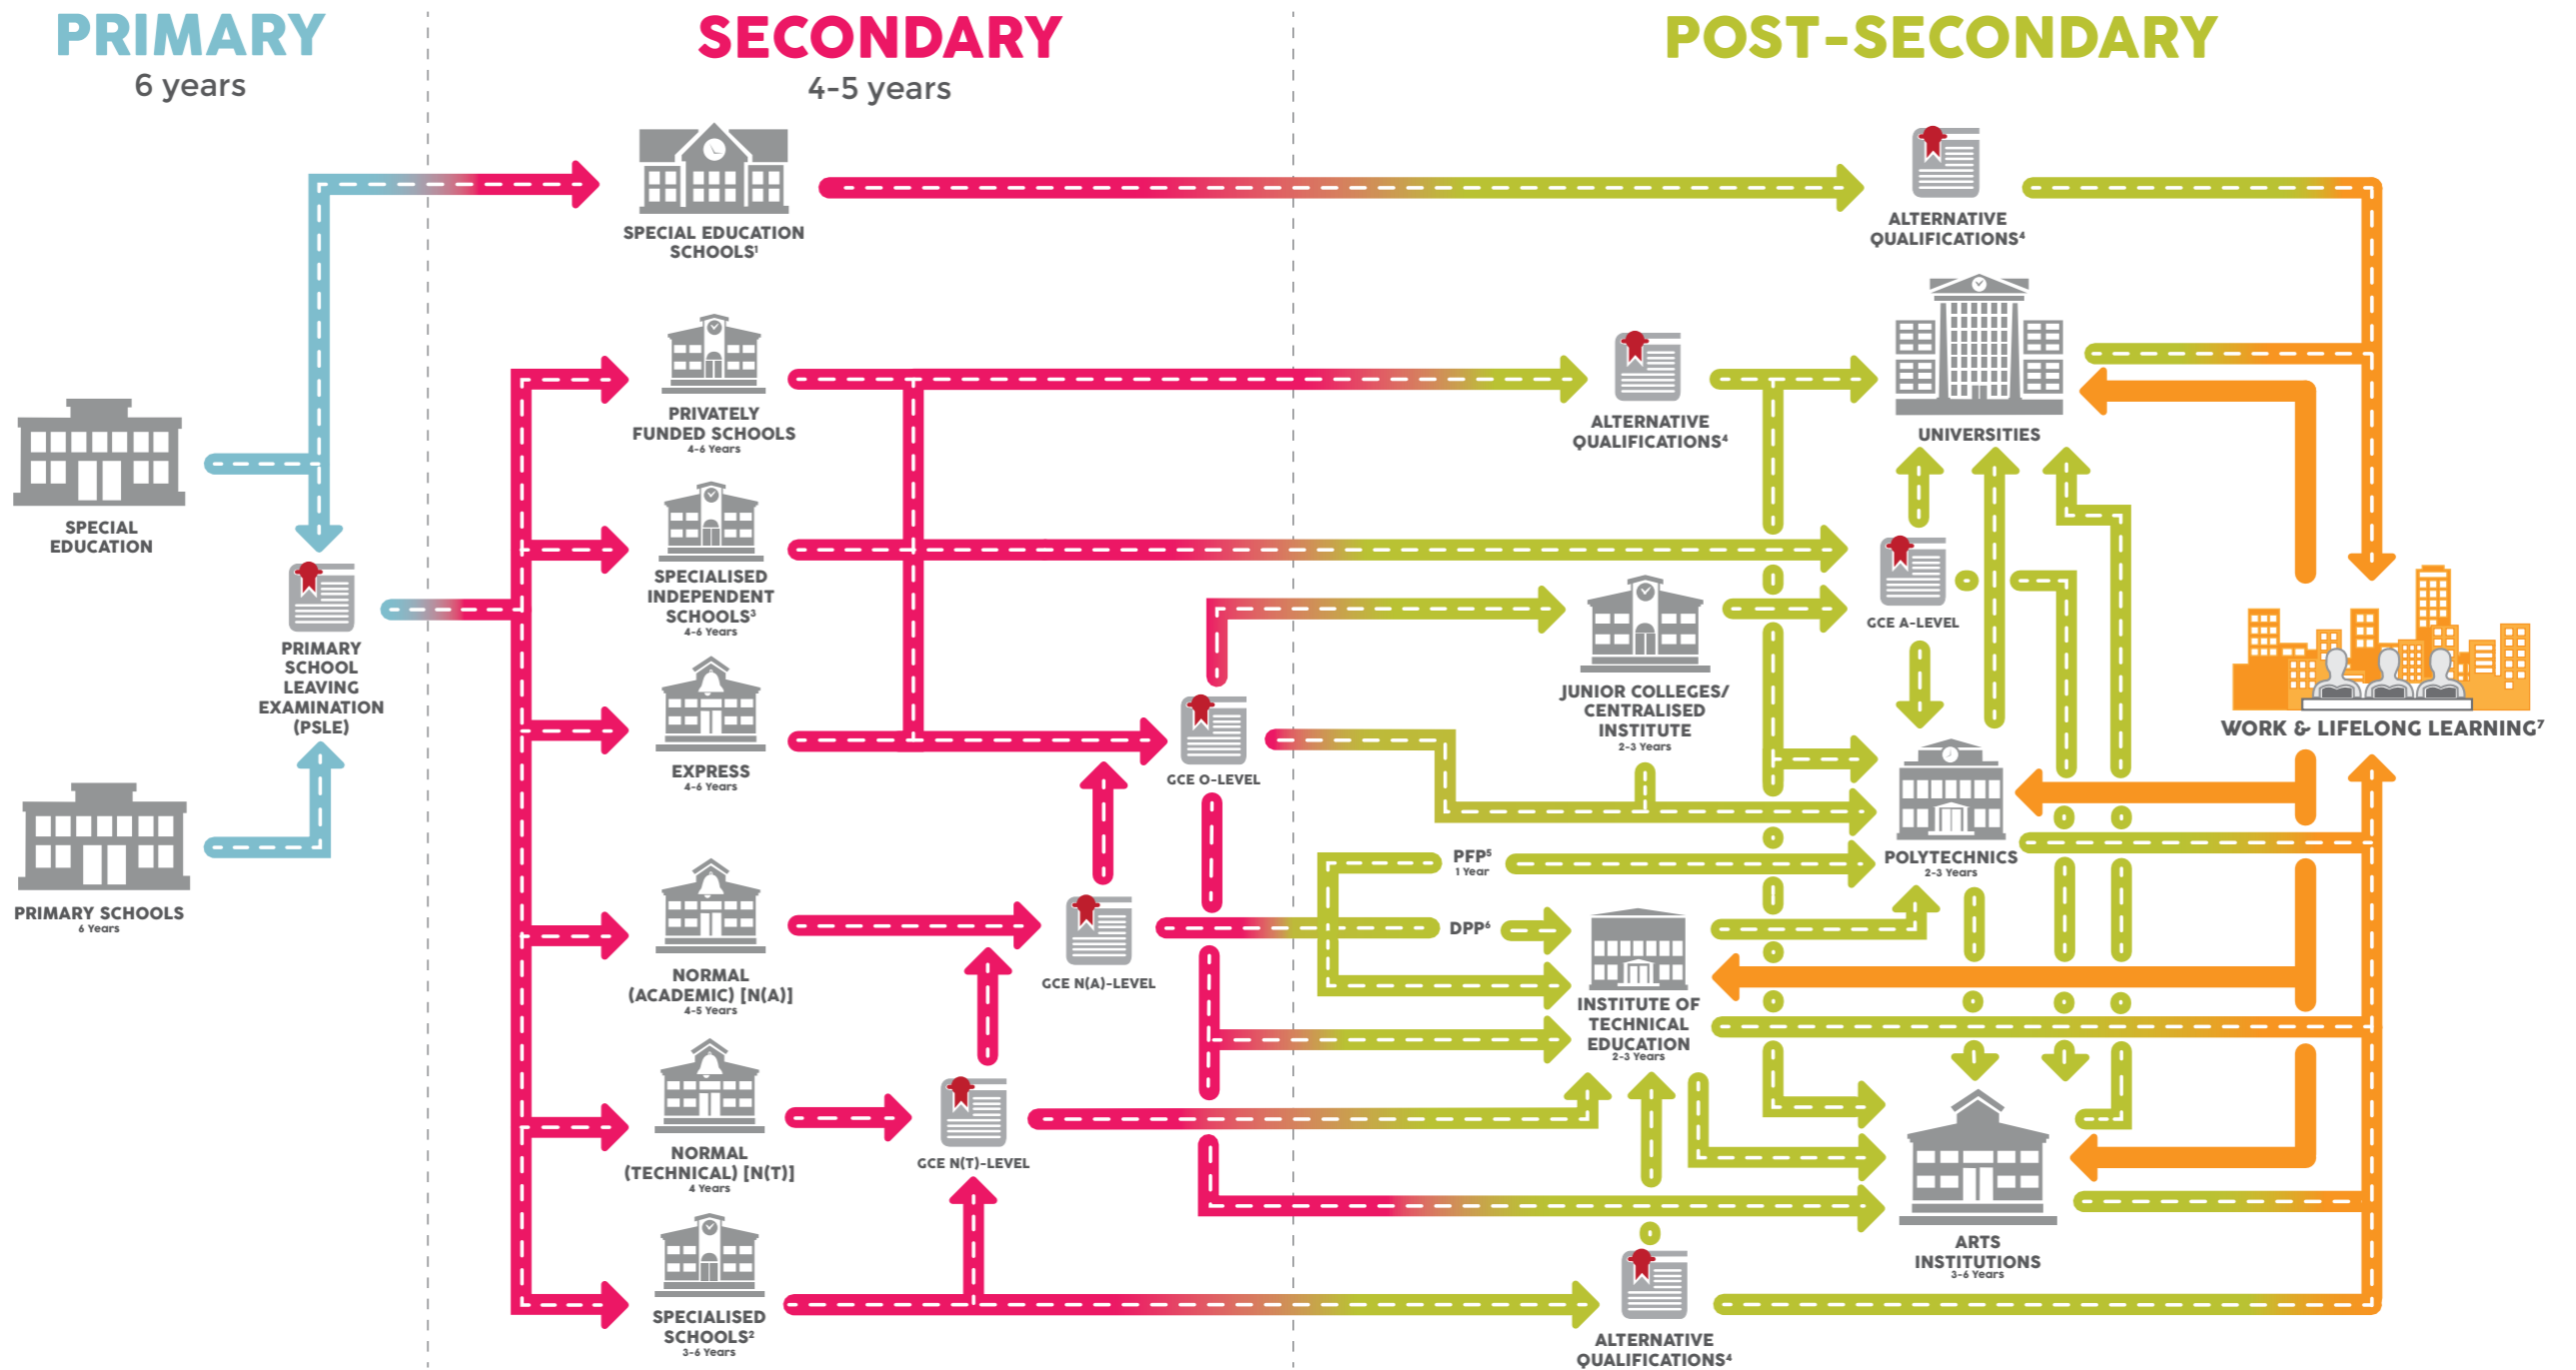 PRIMARY
6 years
SECONDARY
4-5 years
POST-SECONDARY
SPECIAL
EDUCATION
PRIMARY
SCHOOL
LEAVING
EXAMINATION
(PSLE)
PRIMARY SCHOOLS
6 Years
SPECIAL EDUCATION
SCHOOLS¹
PRIVATELY
FUNDED SCHOOLS
4-6 Years
SPECIALISED
INDEPENDENT
SCHOOLS³
4-6 Years
EXPRESS
4-6 Years
NORMAL
(ACADEMIC) [N(A)]
4-5 Years
NORMAL
(TECHNICAL) [N(T)]
4 Years
SPECIALISED
SCHOOLS²
3-6 Years
GCE O-LEVEL
GCE N(A)-LEVEL
GCE N(T)-LEVEL
ALTERNATIVE
QUALIFICATIONS⁴
ALTERNATIVE
QUALIFICATIONS⁴
UNIVERSITIES
GCE A-LEVEL
JUNIOR COLLEGES/
CENTRALISED
INSTITUTE
2-3 Years
PFP⁵
1 Year
DPP⁶
POLYTECHNICS
2-3 Years
INSTITUTE OF
TECHNICAL
EDUCATION
2-3 Years
ARTS
INSTITUTIONS
3-6 Years
ALTERNATIVE
QUALIFICATIONS⁴
WORK & LIFELONG LEARNING⁷